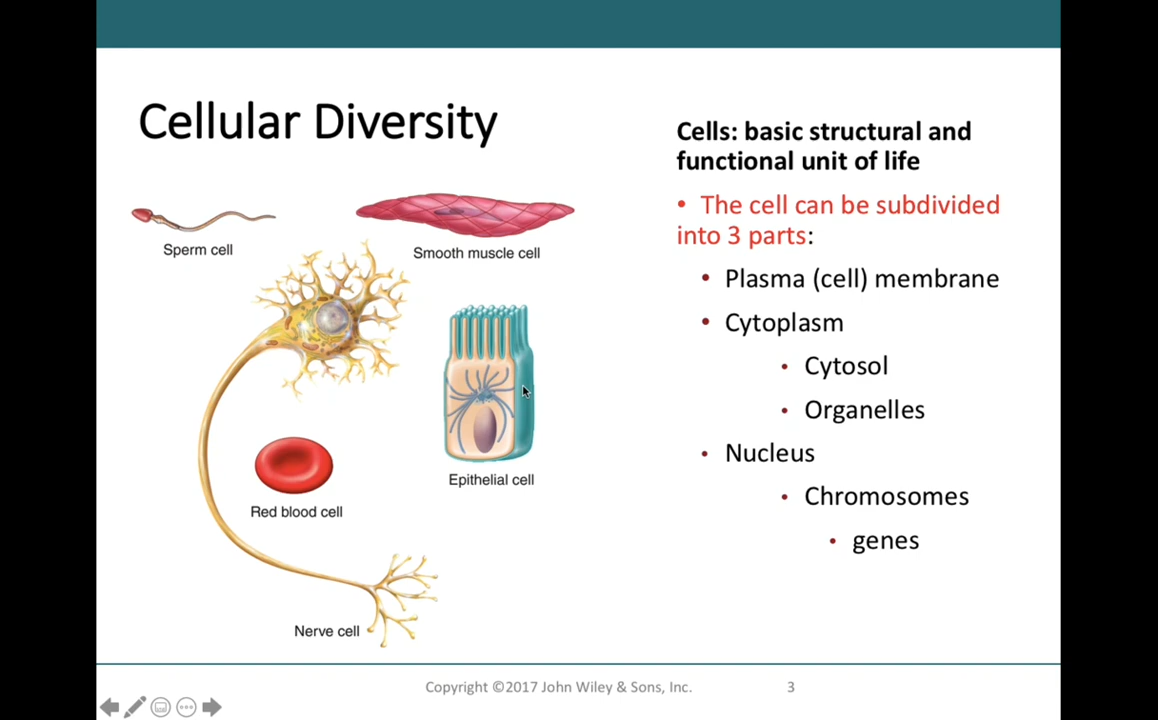 Cellular Diversity
Sperm cell
Smooth muscle cell
Epithelial cell
Red blood cell
Nerve cell
Cells: basic structural and
functional unit of life
• The cell can be subdivided
into 3 parts:
• Plasma (cell) membrane
• Cytoplasm
• Cytosol
• Organelles
• Nucleus
• Chromosomes
• genes
Copyright ©2017 John Wiley & Sons, Inc.
3